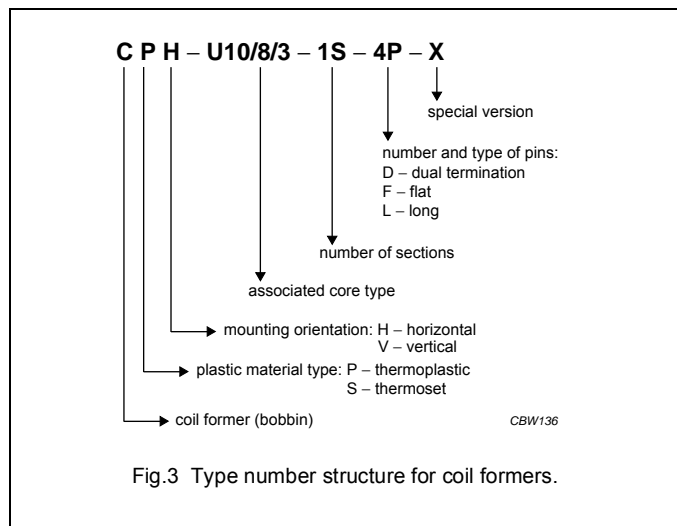 C P H – U10/8/3 – 1S – 4P – X
special version
number and type of pins:
D – dual termination
F – flat
L – long
number of sections
associated core type
mounting orientation: H – horizontal
V – vertical
plastic material type: P – thermoplastic
S – thermoset
coil former (bobbin)
CBW136
Fig.3 Type number structure for coil formers.